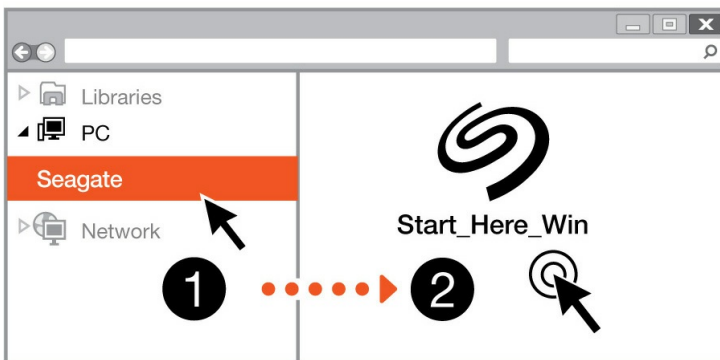 Libraries
PC
Seagate
Network
Start_Here_Win
1
2